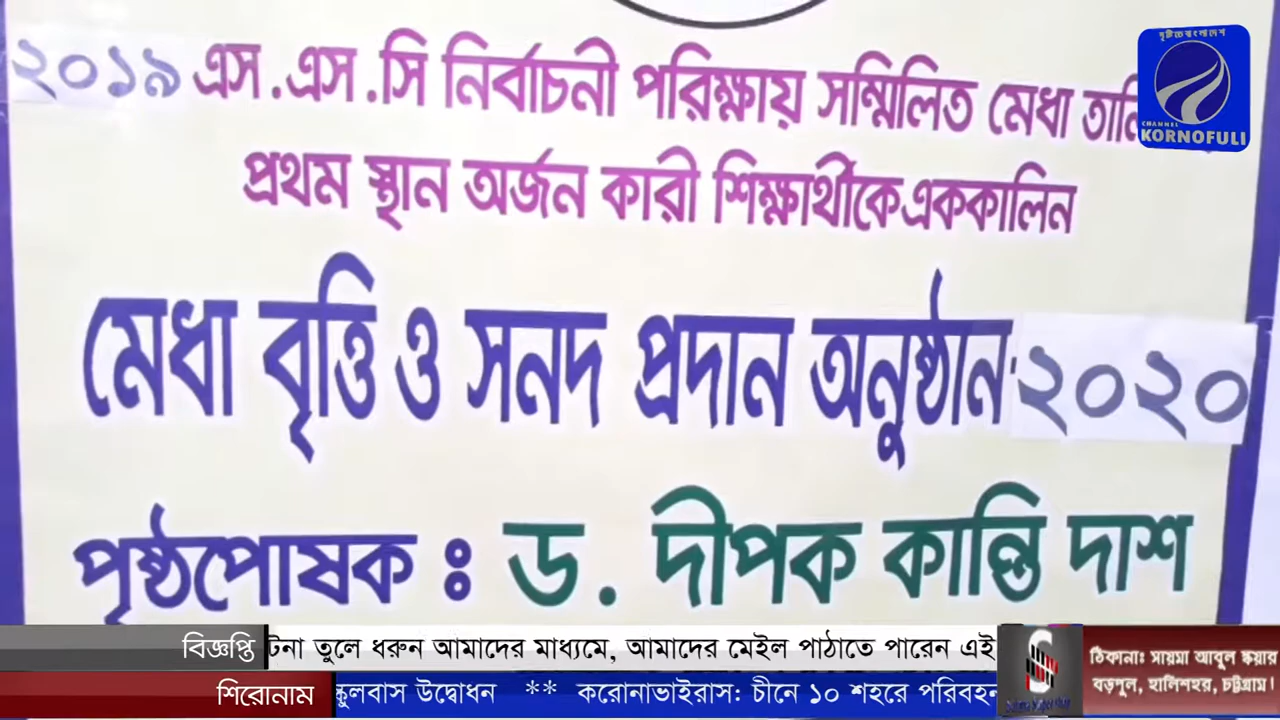 ২০১৯ এস.এস.সি নির্বাচনী পরিক্ষায় সম্মিলিত মেধা
প্রথম স্থান অর্জন কারী শিক্ষার্থীকেএককালিন
মেধা বৃত্তি ও সনদ প্রদান অনুষ্ঠান-২০২০
পৃষ্ঠপোষক ঃ ড. দীপক কান্তি দাশ
সৃষ্টিতে বাংলাদেশ
CHANNEL
KORNOFULI
বিজ্ঞপ্তি
টনা তুলে ধরুন আমাদের মাধ্যমে, আমাদের মেইল পাঠাতে পারেন এই
শিরোনাম
স্কুলবাস উদ্বোধন ** করোনাভাইরাস: চীনে ১০ শহরে পরিবহন
ঠিকানাঃ সায়মা আবুল স্কয়ার
বড়পুল, হালিশহর, চট্টগ্রাম।